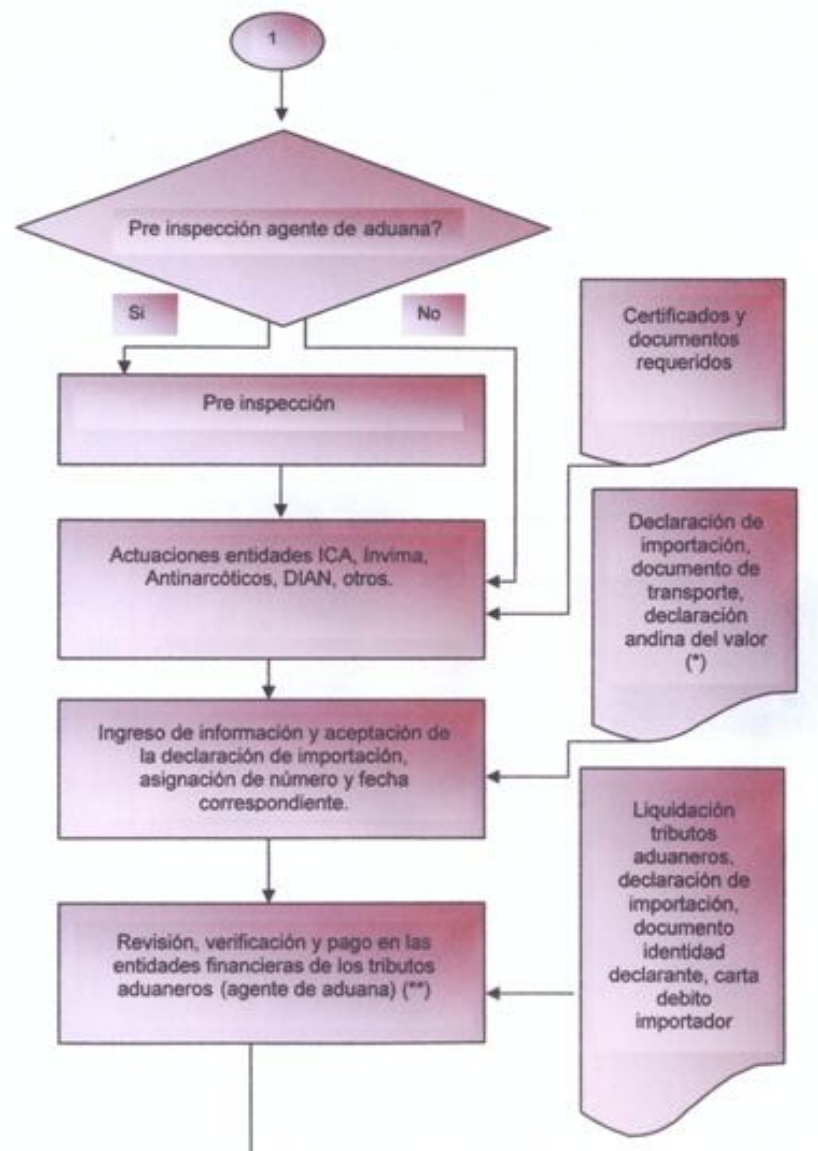 1
Pre inspección agente de aduana?
Si
No
Pre inspección
Certificados y
documentos
requeridos
Actuaciones entidades ICA, Invima,
Antinarcóticos, DIAN, otros.
Declaración de
importación,
documento de
transporte,
declaración
andina del valor
(*)
Ingreso de información y aceptación de
la declaración de importación,
asignación de número y fecha
correspondiente.
Liquidación
tributos
aduaneros,
declaración de
importación,
documento
identidad
declarante, carta
debito
importador
Revisión, verificación y pago en las
entidades financieras de los tributos
aduaneros (agente de aduana) (**)